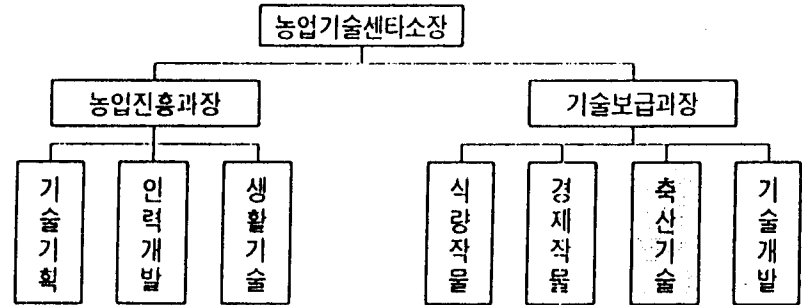 농업기술센타소장
농입진흥과장
기술보급과장
기술기획
인력개발
생활기술
식량작물
경제작물
축산기술
기술개발